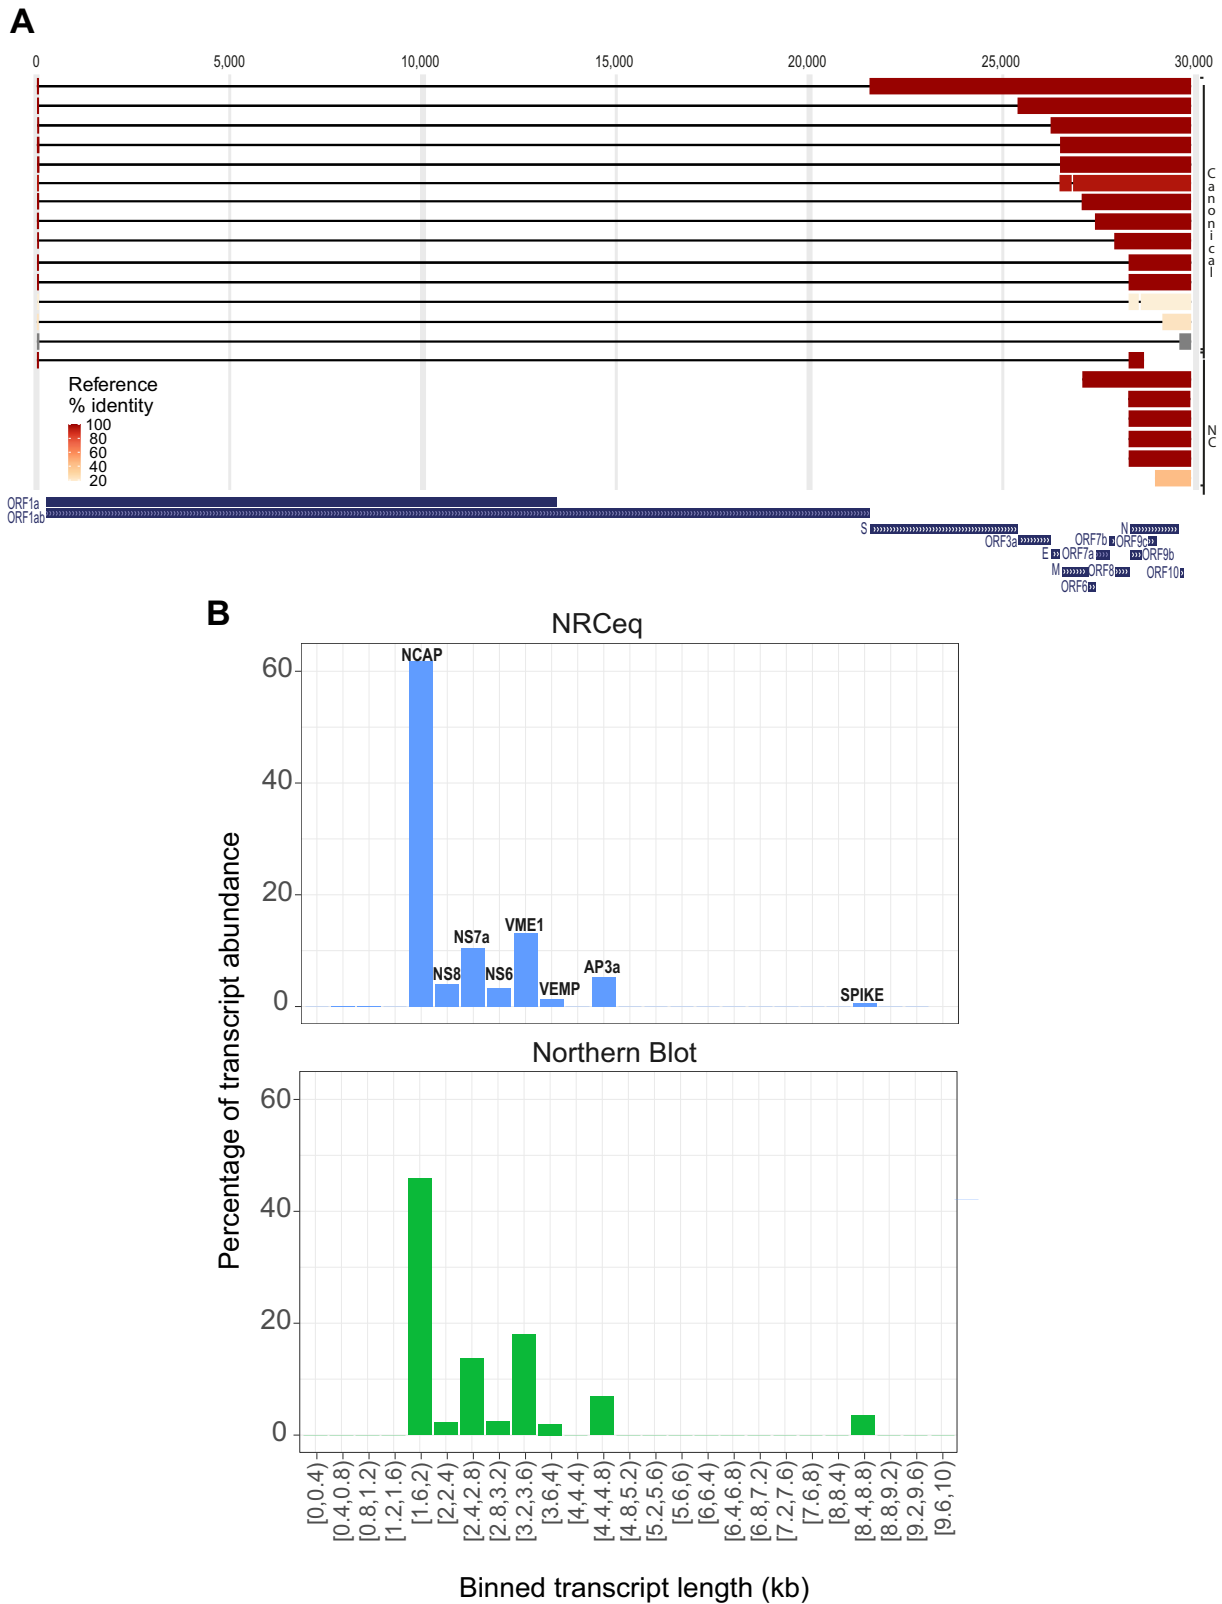 A
0 5,000 10,000 15,000 20,000 25,000 30,000
Canonical
NC
Reference
% identity
100
80
60
40
20
ORF1a
ORF1ab
S
ORF3a
E
M
ORF6
ORF7a
ORF7b
ORF8
N
ORF9c
ORF9b
ORF10
B
NRCeq
Percentage of transcript abundance
60
40
20
0
NCAP
NS8
NS7a
NS6
VME1
VEMP
AP3a
SPIKE
Northern Blot
60
40
20
0
[0,0.4)
[0.4,0.8)
[0.8,1.2)
[1.2,1.6)
[1.6,2)
[2,2.4)
[2.4,2.8)
[2.8,3.2)
[3.2,3.6)
[3.6,4)
[4,4.4)
[4.4,4.8)
[4.8,5.2)
[5.2,5.6)
[5.6,6)
[6,6.4)
[6.4,6.8)
[6.8,7.2)
[7.2,7.6)
[7.6,8)
[8,8.4)
[8.4,8.8)
[8.8,9.2)
[9.2,9.6)
[9.6,10)
Binned transcript length (kb)